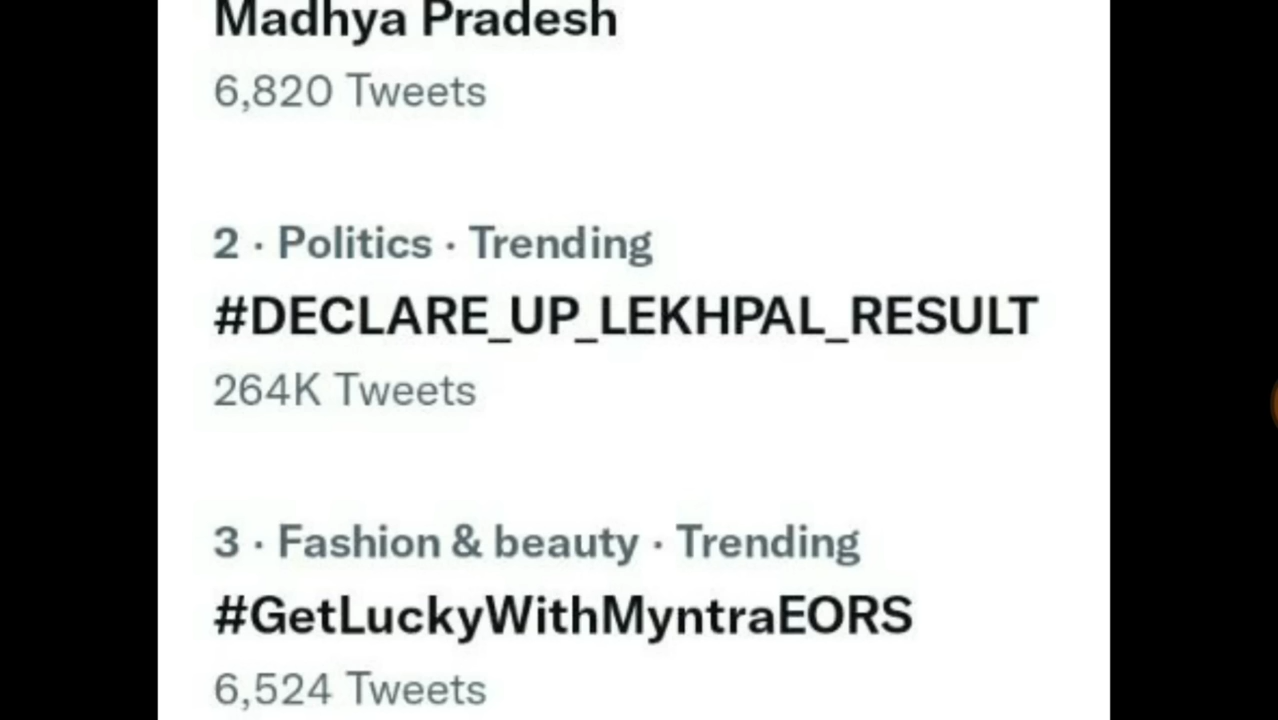 Madhya Pradesh
6,820 Tweets
2 · Politics · Trending
#DECLARE_UP_LEKHPAL_RESULT
264K Tweets
3 · Fashion & beauty · Trending
#GetLuckyWithMyntraEORS
6,524 Tweets